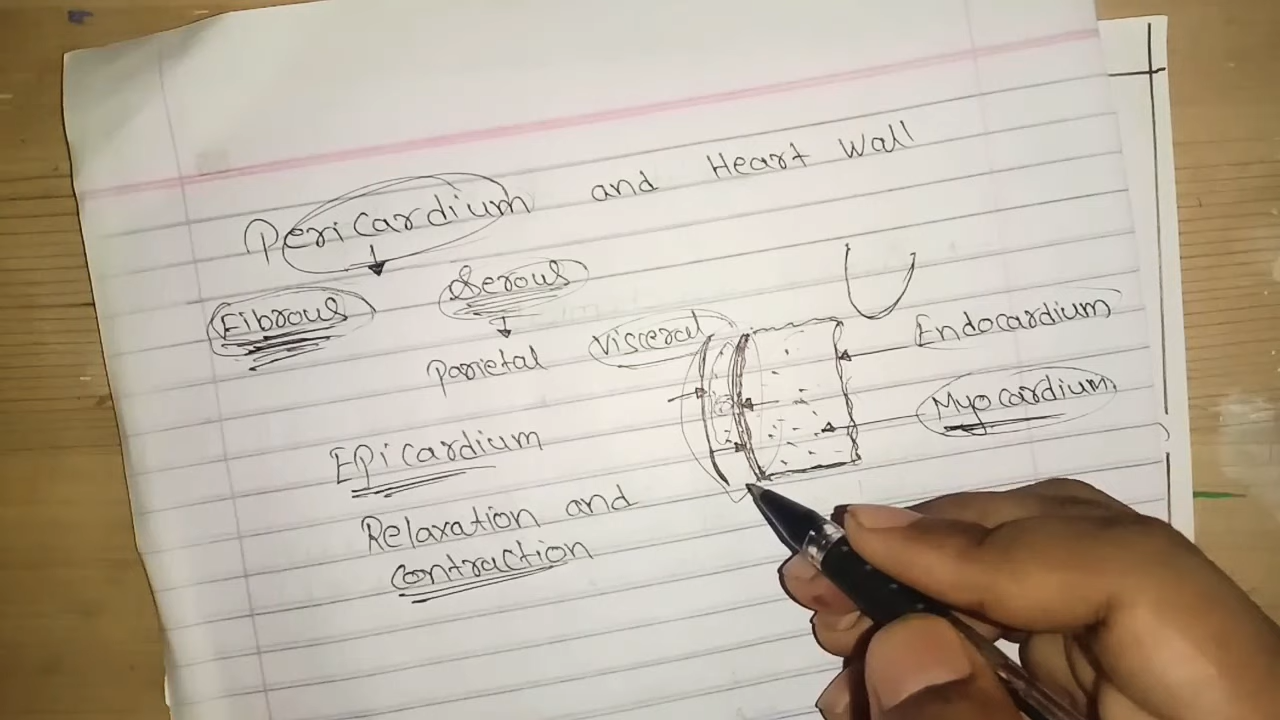 Pericardium and Heart Wall
Fibrous
Serous
Parietal
Visceral
Endocardium
Myocardium
Epicardium
Relaxation and
contraction